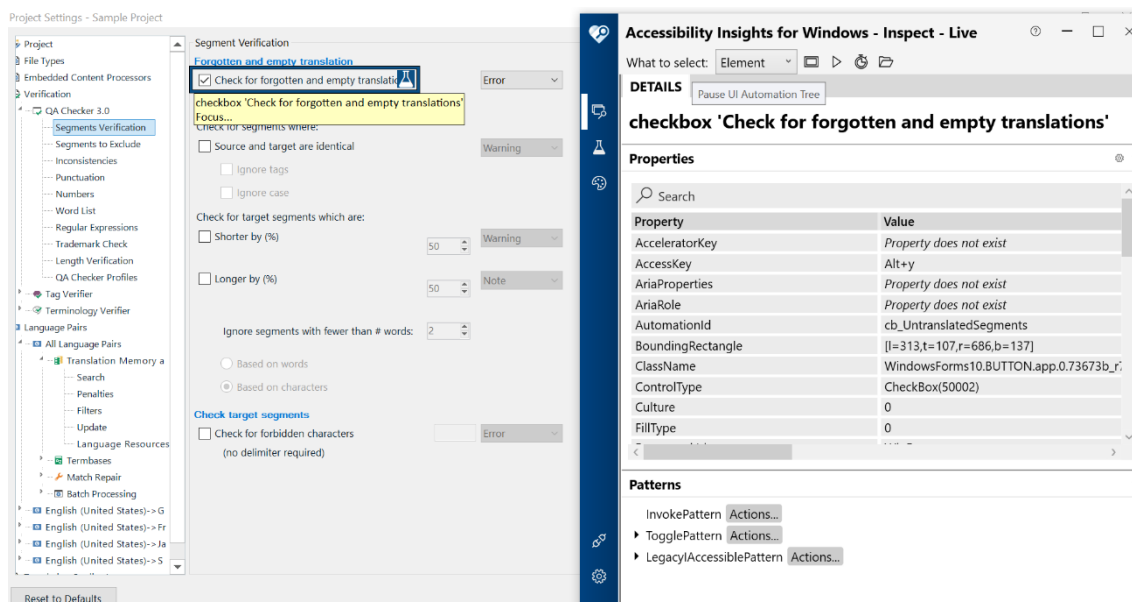 Project Settings - Sample Project
Project
File Types
Embedded Content Processors
Verification
QA Checker 3.0
Segments Verification
Segments to Exclude
Inconsistencies
Punctuation
Numbers
Word List
Regular Expressions
Trademark Check
Length Verification
QA Checker Profiles
Tag Verifier
Terminology Verifier
Language Pairs
All Language Pairs
Translation Memory a
Search
Penalties
Filters
Update
Language Resources
Termbases
Match Repair
Batch Processing
English (United States)->G
English (United States)->Fr
English (United States)->Ja
English (United States)->S
Reset to Defaults
Segment Verification
Forgotten and empty translation
Check for forgotten and empty translatio
Error
checkbox 'Check for forgotten and empty translations'
Focus...
Check for segments where:
Source and target are identical
Warning
Ignore tags
Ignore case
Check for target segments which are:
Shorter by (%)
50
Warning
Longer by (%)
50
Note
Ignore segments with fewer than # words: 2
Based on words
Based on characters
Check target segments
Check for forbidden characters
Error
(no delimiter required)
Accessibility Insights for Windows - Inspect - Live
What to select: Element
DETAILS
Pause UI Automation Tree
checkbox 'Check for forgotten and empty translations'
Properties
Search
Property Value
AcceleratorKey Property does not exist
AccessKey Alt+y
AriaProperties Property does not exist
AriaRole Property does not exist
AutomationId cb_UntranslatedSegments
BoundingRectangle [l=313,t=107,r=686,b=137]
ClassName WindowsForms10.BUTTON.app.0.73673b_r
ControlType CheckBox(50002)
Culture 0
FillType 0
Patterns
InvokePattern Actions...
TogglePattern Actions...
LegacyIAccessiblePattern Actions...